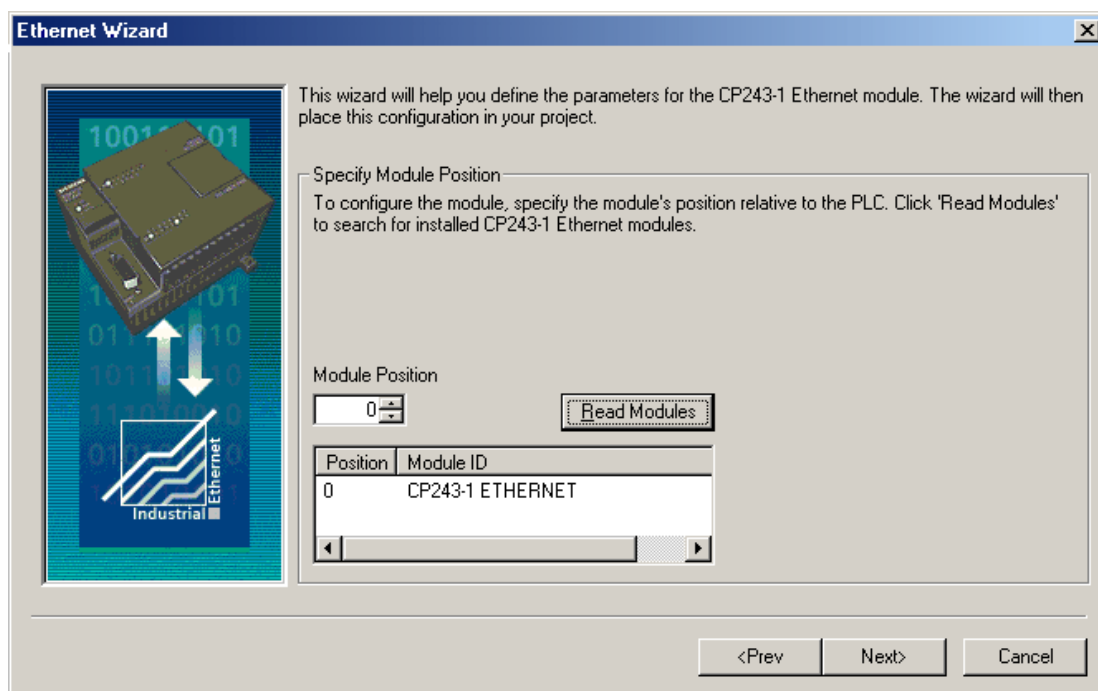 Ethernet Wizard
This wizard will help you define the parameters for the CP243-1 Ethernet module. The wizard will then
place this configuration in your project.
Specify Module Position
To configure the module, specify the module's position relative to the PLC. Click 'Read Modules'
to search for installed CP243-1 Ethernet modules.
Module Position
0
Read Modules
Position Module ID
0 CP243-1 ETHERNET
Industrial
Ethernet
<Prev
Next>
Cancel